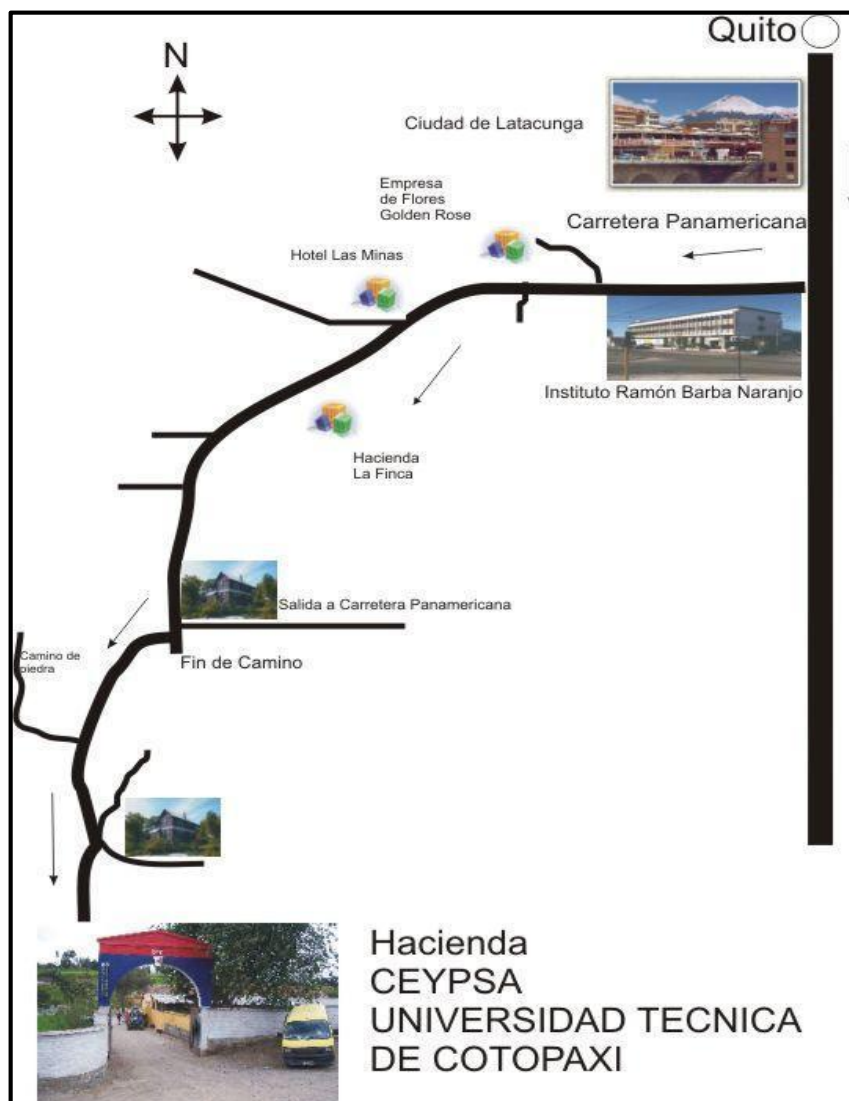 Quito
N
Ciudad de Latacunga
Empresa
de Flores
Golden Rose
Carretera Panamericana
Hotel Las Minas
Instituto Ramón Barba Naranjo
Hacienda
La Finca
Salida a Carretera Panamericana
Camino de
piedra
Fin de Camino
Hacienda
CEYPSA
UNIVERSIDAD TECNICA
DE COTOPAXI